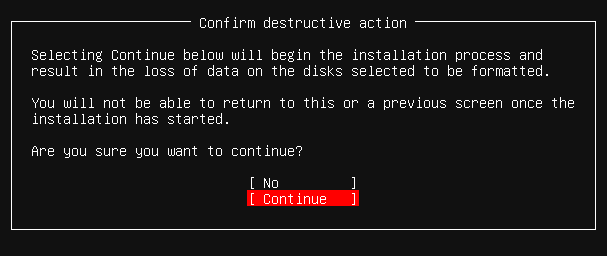 Confirm destructive action
Selecting Continue below will begin the installation process and
result in the loss of data on the disks selected to be formatted.
You will not be able to return to this or a previous screen once the
installation has started.
Are you sure you want to continue?
[ No ]
[ Continue ]